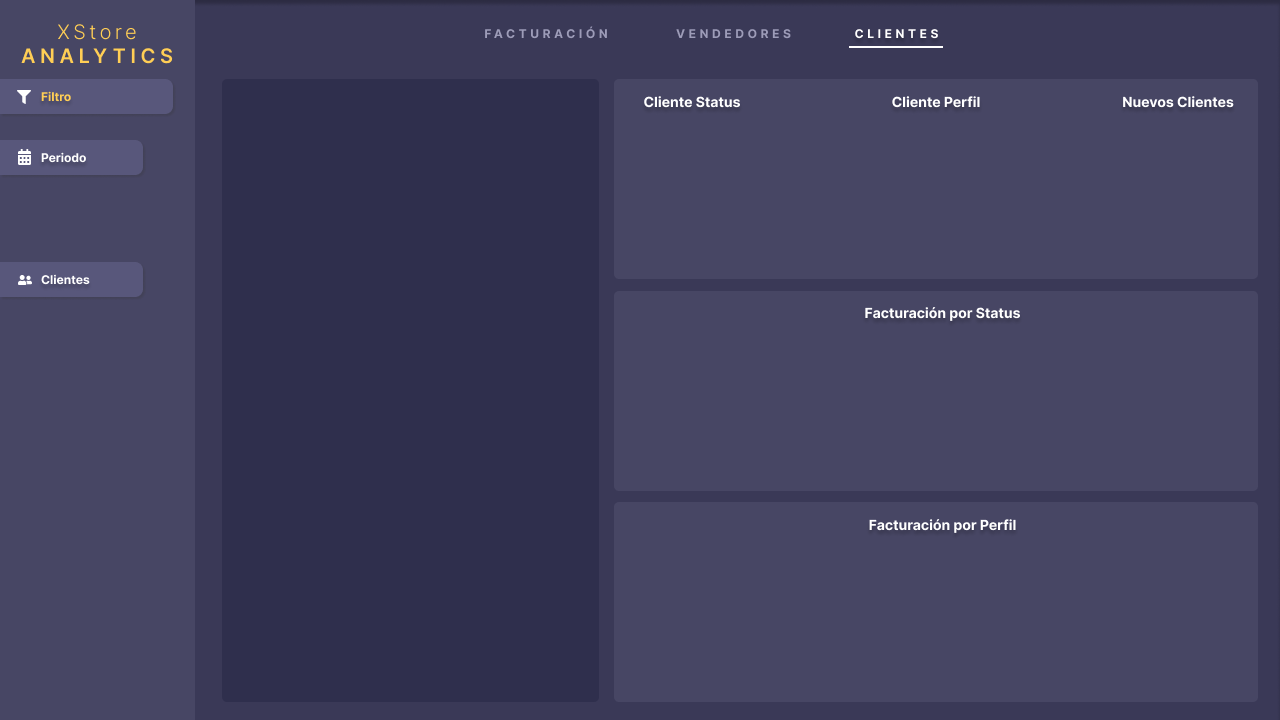 XStore
ANALYTICS
Filtro
Periodo
Clientes
FACTURACIÓN VENDEDORES CLIENTES
Cliente Status Cliente Perfil Nuevos Clientes
Facturación por Status
Facturación por Perfil